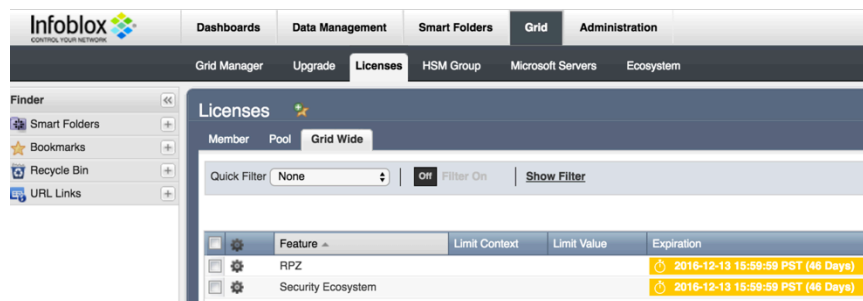 Infoblox
CONTROL YOUR NETWORK
Dashboards Data Management Smart Folders Grid Administration
Grid Manager Upgrade Licenses HSM Group Microsoft Servers Ecosystem
Finder
Smart Folders
Bookmarks
Recycle Bin
URL Links
Licenses
Member Pool Grid Wide
Quick Filter None Off Filter On Show Filter
Feature Limit Context Limit Value Expiration
RPZ 2016-12-13 15:59:59 PST (46 Days)
Security Ecosystem 2016-12-13 15:59:59 PST (46 Days)